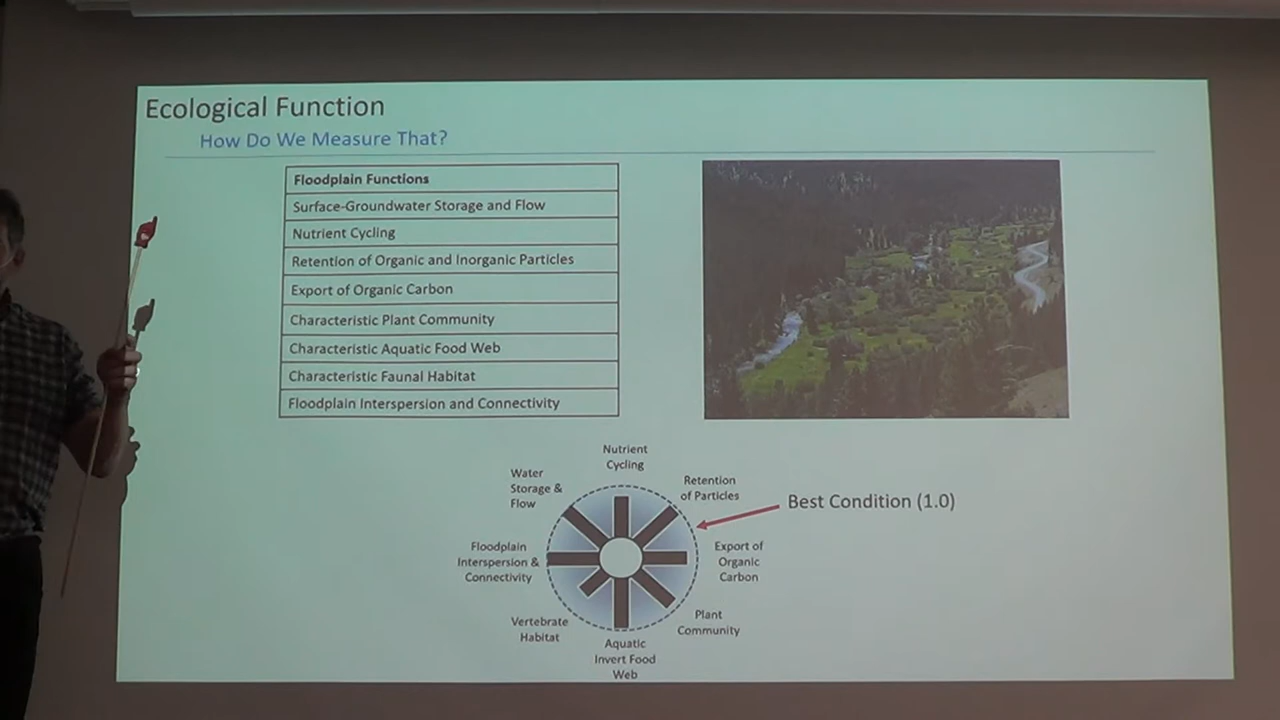 Ecological Function
How Do We Measure That?
Floodplain Functions
Surface-Groundwater Storage and Flow
Nutrient Cycling
Retention of Organic and Inorganic Particles
Export of Organic Carbon
Characteristic Plant Community
Characteristic Aquatic Food Web
Characteristic Faunal Habitat
Floodplain Interspersion and Connectivity
Nutrient
Cycling
Water
Storage &
Flow
Retention
of Particles
Best Condition (1.0)
Floodplain
Interspersion &
Connectivity
Export of
Organic
Carbon
Vertebrate
Habitat
Plant
Community
Aquatic
Invert Food
Web